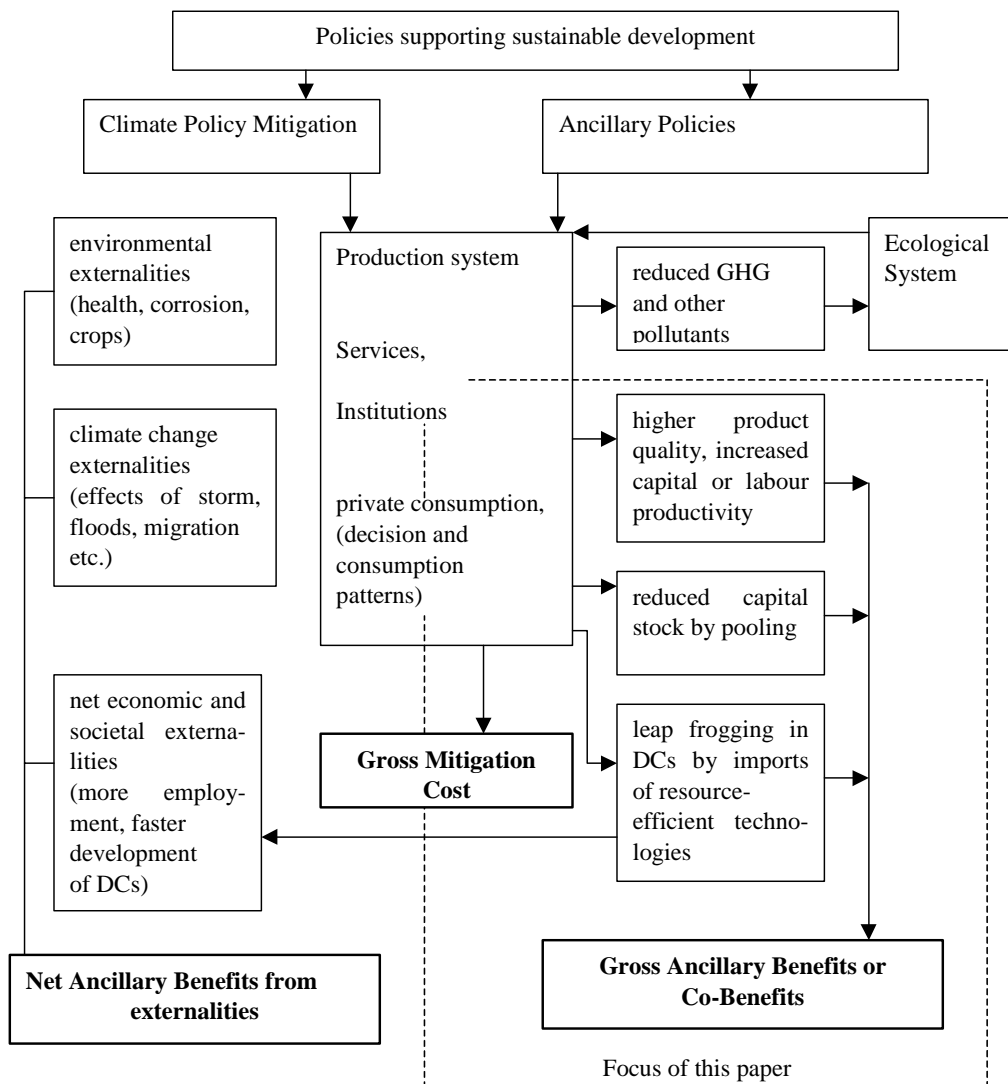 Policies supporting sustainable development
Climate Policy Mitigation
Ancillary Policies
environmental
externalities
(health, corrosion,
crops)
Production system
Services,
Institutions
private consumption,
(decision and
consumption
patterns)
reduced GHG
and other
pollutants
Ecological
System
climate change
externalities
(effects of storm,
floods, migration
etc.)
higher product
quality, increased
capital or labour
productivity
reduced capital
stock by pooling
net economic and
societal externa-
lities
(more employ-
ment, faster
development
of DCs)
Gross Mitigation
Cost
leap frogging in
DCs by imports
of resource-
efficient techno-
logies
Net Ancillary Benefits from
externalities
Gross Ancillary Benefits or
Co-Benefits
Focus of this paper